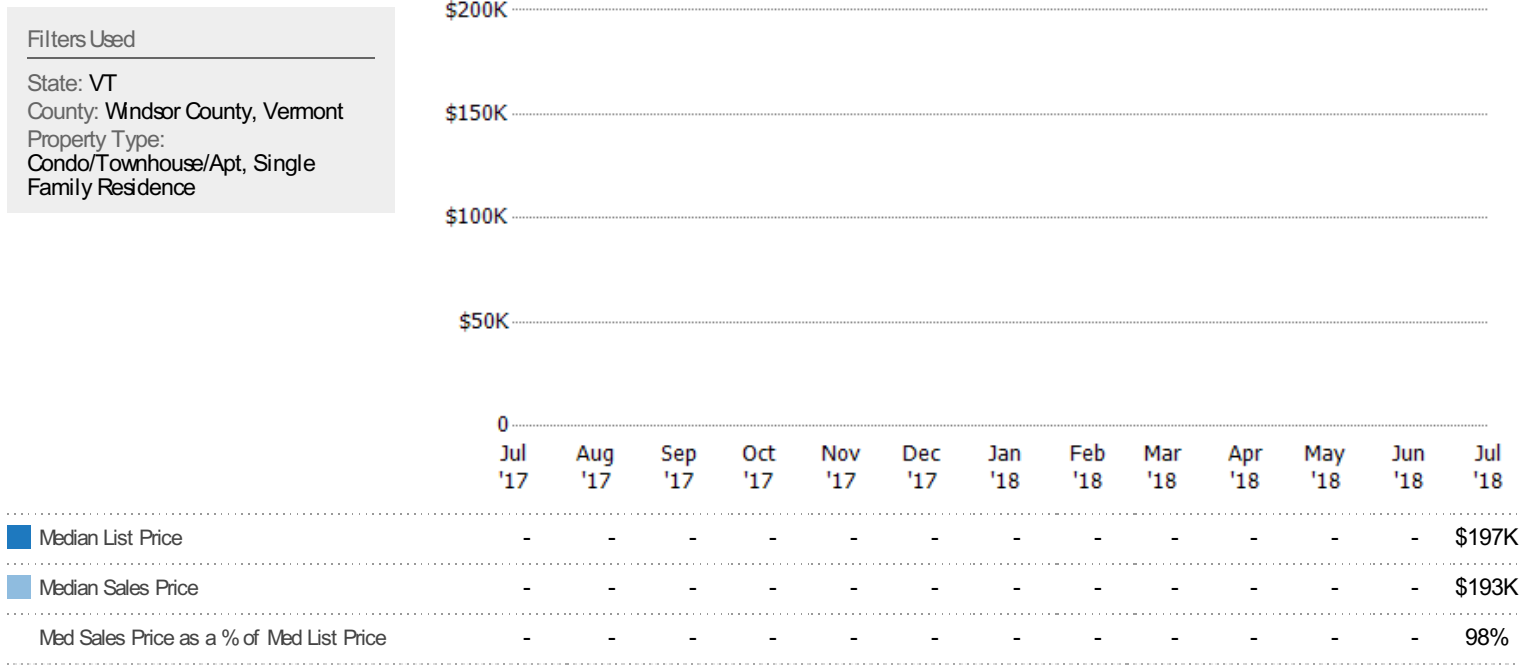 Filters Used
State: VT
County: Windsor County, Vermont
Property Type:
Condo/Townhouse/Apt, Single
Family Residence
$200K
$150K
$100K
$50K
0
Jul Aug Sep Oct Nov Dec Jan Feb Mar Apr May Jun Jul
'17 '17 '17 '17 '17 '17 '18 '18 '18 '18 '18 '18 '18
Median List Price - - - - - - - - - - - - $197K
Median Sales Price - - - - - - - - - - - - $193K
Med Sales Price as a % of Med List Price - - - - - - - - - - - - 98%